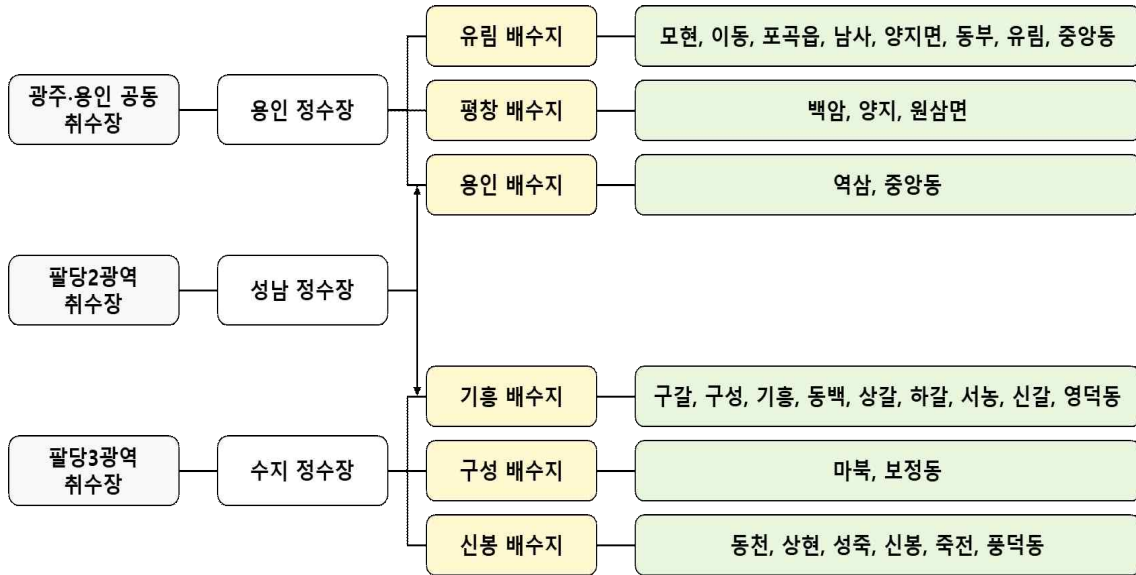 유림 배수지
모현, 이동, 포곡읍, 남사, 양지면, 동부, 유림, 중앙동
광주·용인 공동
취수장
용인 정수장
평창 배수지
백암, 양지, 원삼면
용인 배수지
역삼, 중앙동
팔당2광역
취수장
성남 정수장
기흥 배수지
구갈, 구성, 기흥, 동백, 상갈, 하갈, 서농, 신갈, 영덕동
팔당3광역
취수장
수지 정수장
구성 배수지
마북, 보정동
신봉 배수지
동천, 상현, 성죽, 신봉, 죽전, 풍덕동